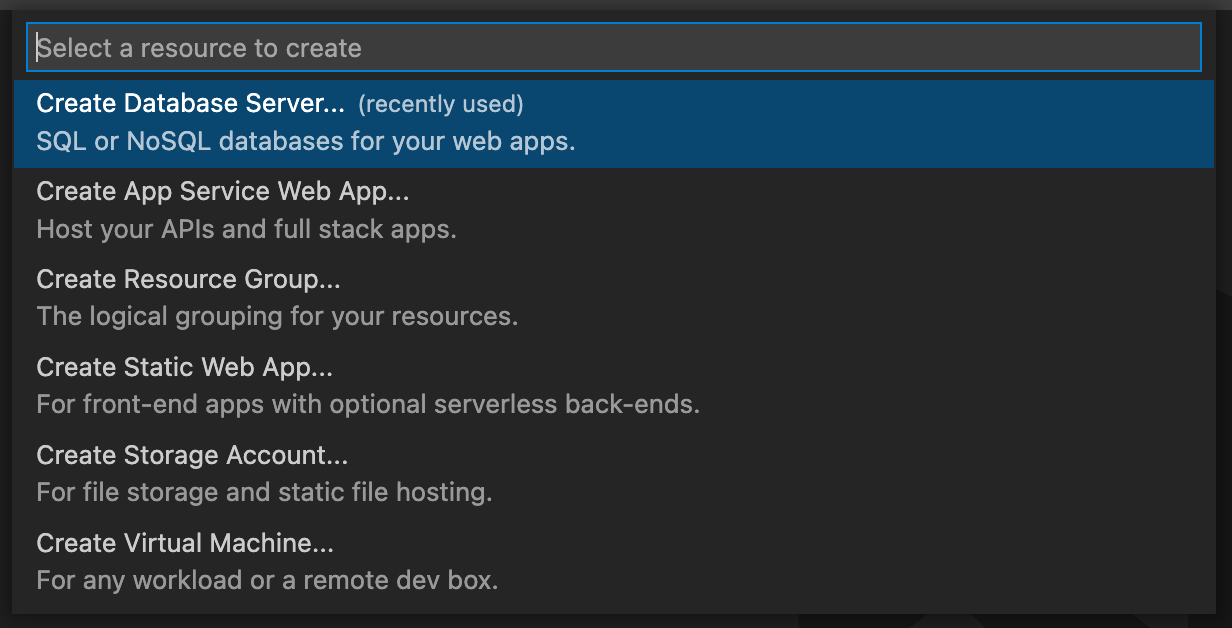 Select a resource to create
Create Database Server... (recently used)
SQL or NoSQL databases for your web apps.
Create App Service Web App...
Host your APIs and full stack apps.
Create Resource Group...
The logical grouping for your resources.
Create Static Web App...
For front-end apps with optional serverless back-ends.
Create Storage Account...
For file storage and static file hosting.
Create Virtual Machine...
For any workload or a remote dev box.